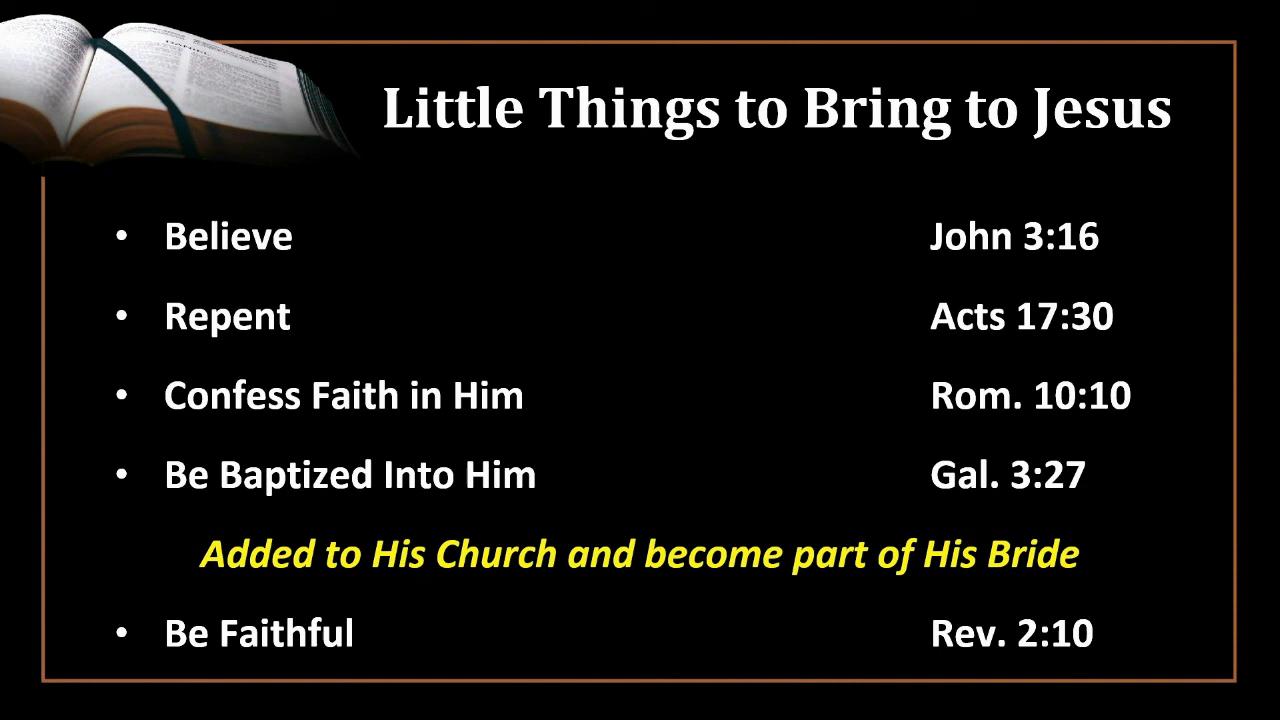 DANIEL
Little Things to Bring to Jesus
• Believe John 3:16
• Repent Acts 17:30
• Confess Faith in Him Rom. 10:10
• Be Baptized Into Him Gal. 3:27
Added to His Church and become part of His Bride
• Be Faithful Rev. 2:10